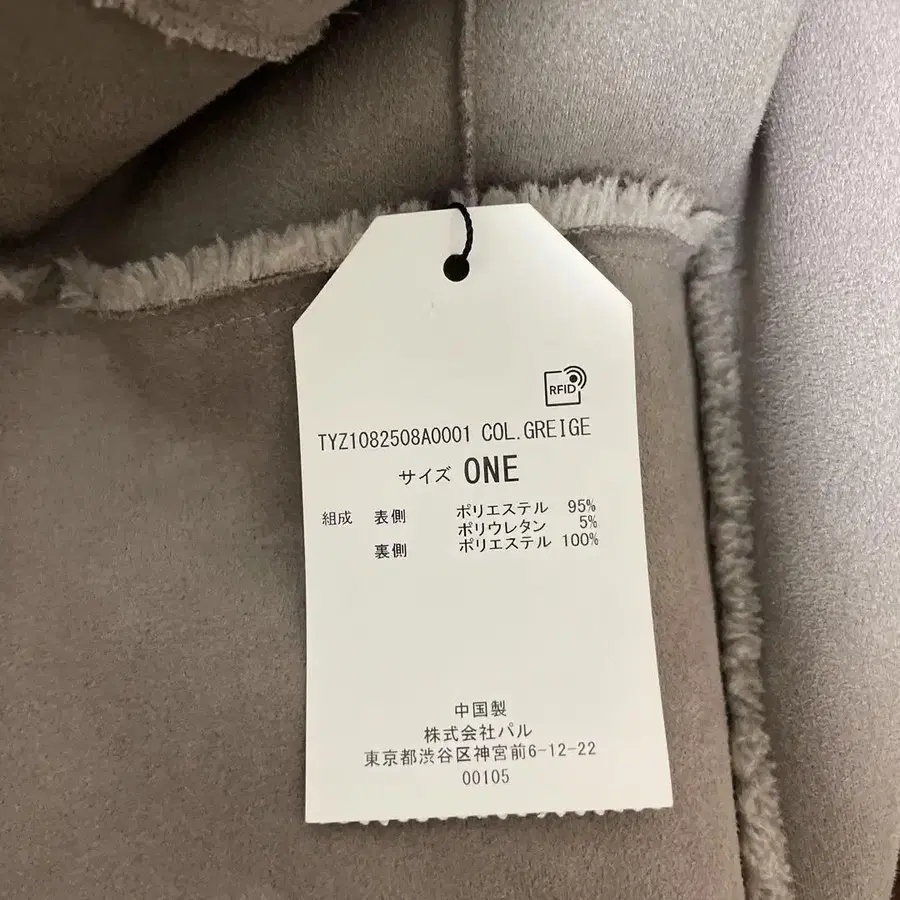 RFID
TYZ1082508A0001 COL.GREIGE
サイズ ONE
組成 表側 ポリエステル 95%
ポリウレタン 5%
裏側 ポリエステル 100%
中国製
株式会社パル
東京都渋谷区神宮前6-12-22
00105